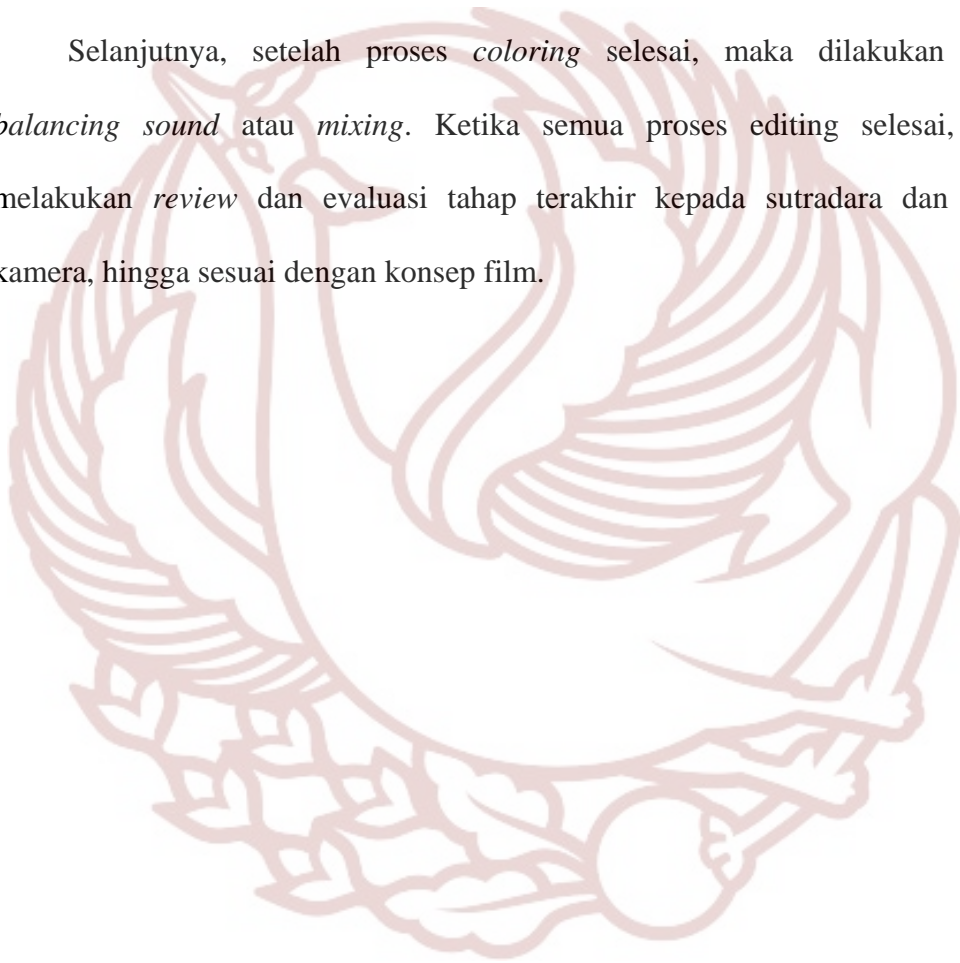 Selanjutnya, setelah proses coloring selesai, maka dilakukan
balancing sound atau mixing. Ketika semua proses editing selesai,
melakukan review dan evaluasi tahap terakhir kepada sutradara dan
kamera, hingga sesuai dengan konsep film.